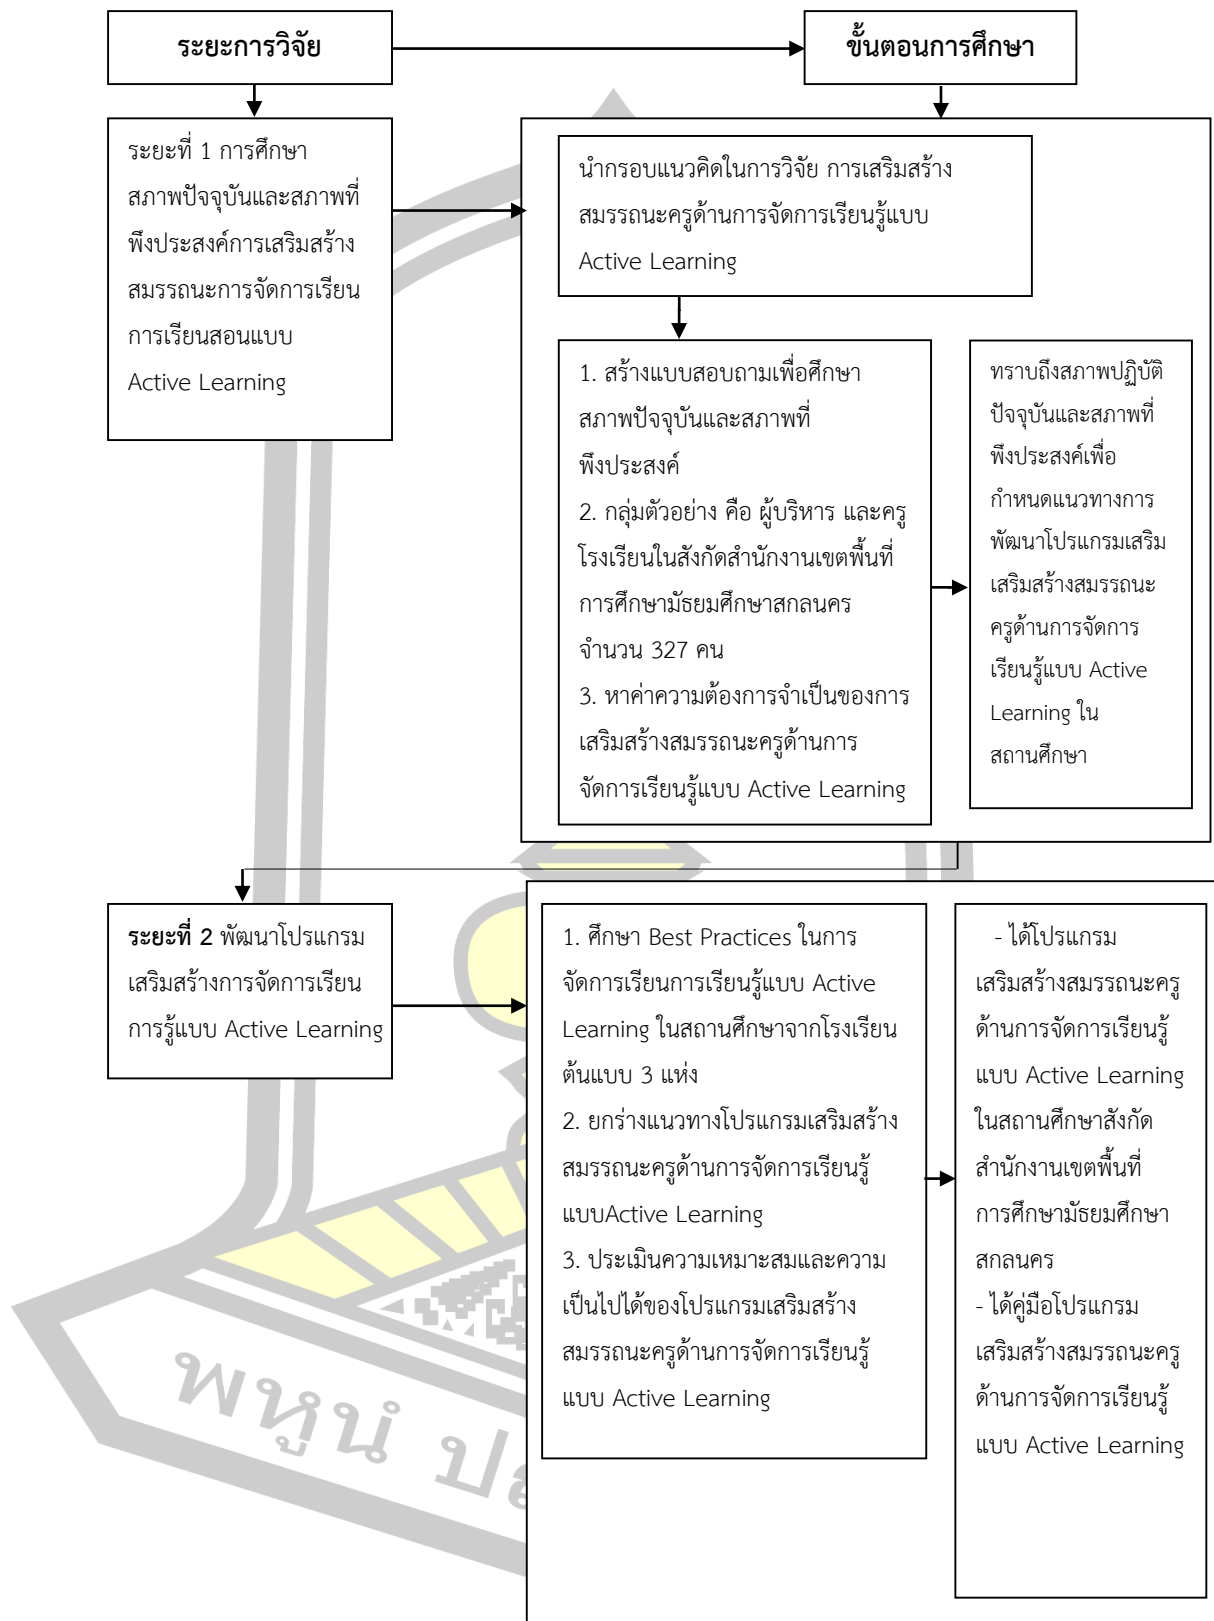 ระยะการวิจัย
ขั้นตอนการศึกษา
ระยะที่ 1 การศึกษา
สภาพปัจจุบันและสภาพที่
พึงประสงค์การเสริมสร้าง
สมรรถนะการจัดการเรียน
การเรียนสอนแบบ
Active Learning
นำกรอบแนวคิดในการวิจัย การเสริมสร้าง
สมรรถนะครูด้านการจัดการเรียนรู้แบบ
Active Learning
1. สร้างแบบสอบถามเพื่อศึกษา
สภาพปัจจุบันและสภาพที่
พึงประสงค์
2. กลุ่มตัวอย่าง คือ ผู้บริหาร และครู
โรงเรียนในสังกัดสำนักงานเขตพื้นที่
การศึกษามัธยมศึกษาสกลนคร
จำนวน 327 คน
3. หาค่าความต้องการจำเป็นของการ
เสริมสร้างสมรรถนะครูด้านการ
จัดการเรียนรู้แบบ Active Learning
ทราบถึงสภาพปฏิบัติ
ปัจจุบันและสภาพที่
พึงประสงค์เพื่อ
กำหนดแนวทางการ
พัฒนาโปรแกรมเสริม
เสริมสร้างสมรรถนะ
ครูด้านการจัดการ
เรียนรู้แบบ Active
Learning ใน
สถานศึกษา
ระยะที่ 2 พัฒนาโปรแกรม
เสริมสร้างการจัดการเรียน
การรู้แบบ Active Learning
1. ศึกษา Best Practices ในการ
จัดการเรียนการเรียนรู้แบบ Active
Learning ในสถานศึกษาจากโรงเรียน
ต้นแบบ 3 แห่ง
2. ยกร่างแนวทางโปรแกรมเสริมสร้าง
สมรรถนะครูด้านการจัดการเรียนรู้
แบบActive Learning
3. ประเมินความเหมาะสมและความ
เป็นไปได้ของโปรแกรมเสริมสร้าง
สมรรถนะครูด้านการจัดการเรียนรู้
แบบ Active Learning
- ได้โปรแกรม
เสริมสร้างสมรรถนะครู
ด้านการจัดการเรียนรู้
แบบ Active Learning
ในสถานศึกษาสังกัด
สำนักงานเขตพื้นที่
การศึกษามัธยมศึกษา
สกลนคร
- ได้คู่มือโปรแกรม
เสริมสร้างสมรรถนะครู
ด้านการจัดการเรียนรู้
แบบ Active Learning
พหูนํ